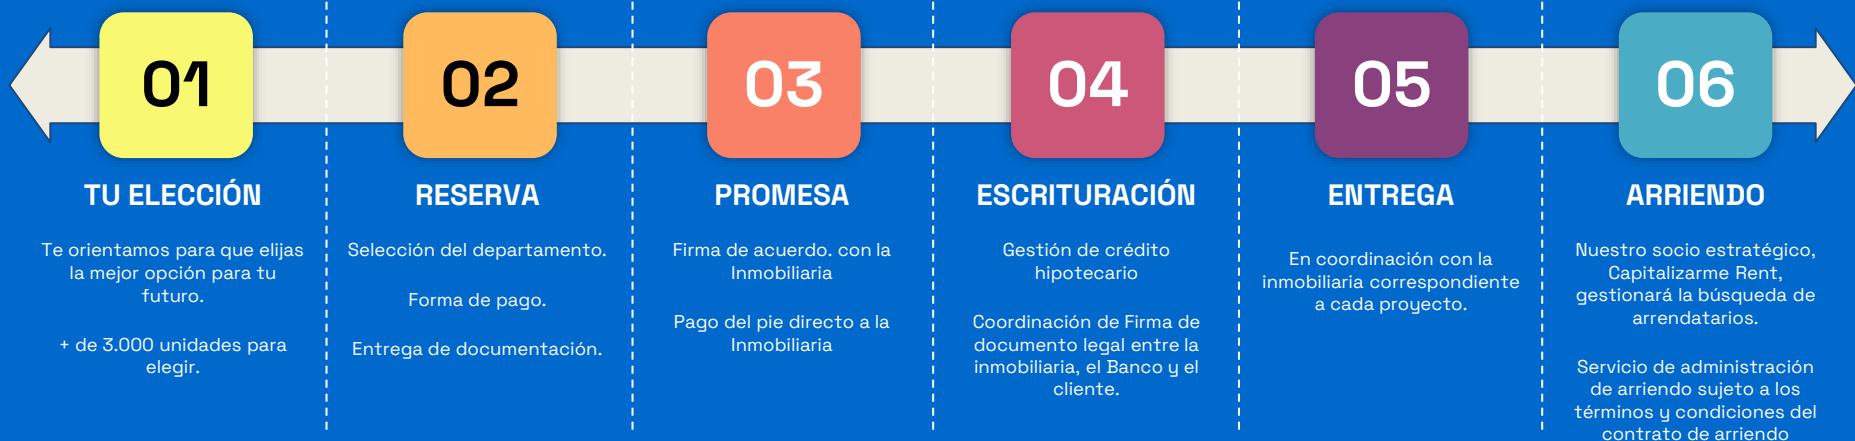 01
TU ELECCIÓN
Te orientamos para que elijas
la mejor opción para tu
futuro.
+ de 3.000 unidades para
elegir.
02
RESERVA
Selección del departamento.
Forma de pago.
Entrega de documentación.
03
PROMESA
Firma de acuerdo. con la
Inmobiliaria
Pago del pie directo a la
Inmobiliaria
04
ESCRITURACIÓN
Gestión de crédito
hipotecario
Coordinación de Firma de
documento legal entre la
inmobiliaria, el Banco y el
cliente.
05
ENTREGA
En coordinación con la
inmobiliaria correspondiente
a cada proyecto.
06
ARRIENDO
Nuestro socio estratégico,
Capitalizarme Rent,
gestionará la búsqueda de
arrendatarios.
Servicio de administración
de arriendo sujeto a los
términos y condiciones del
contrato de arriendo